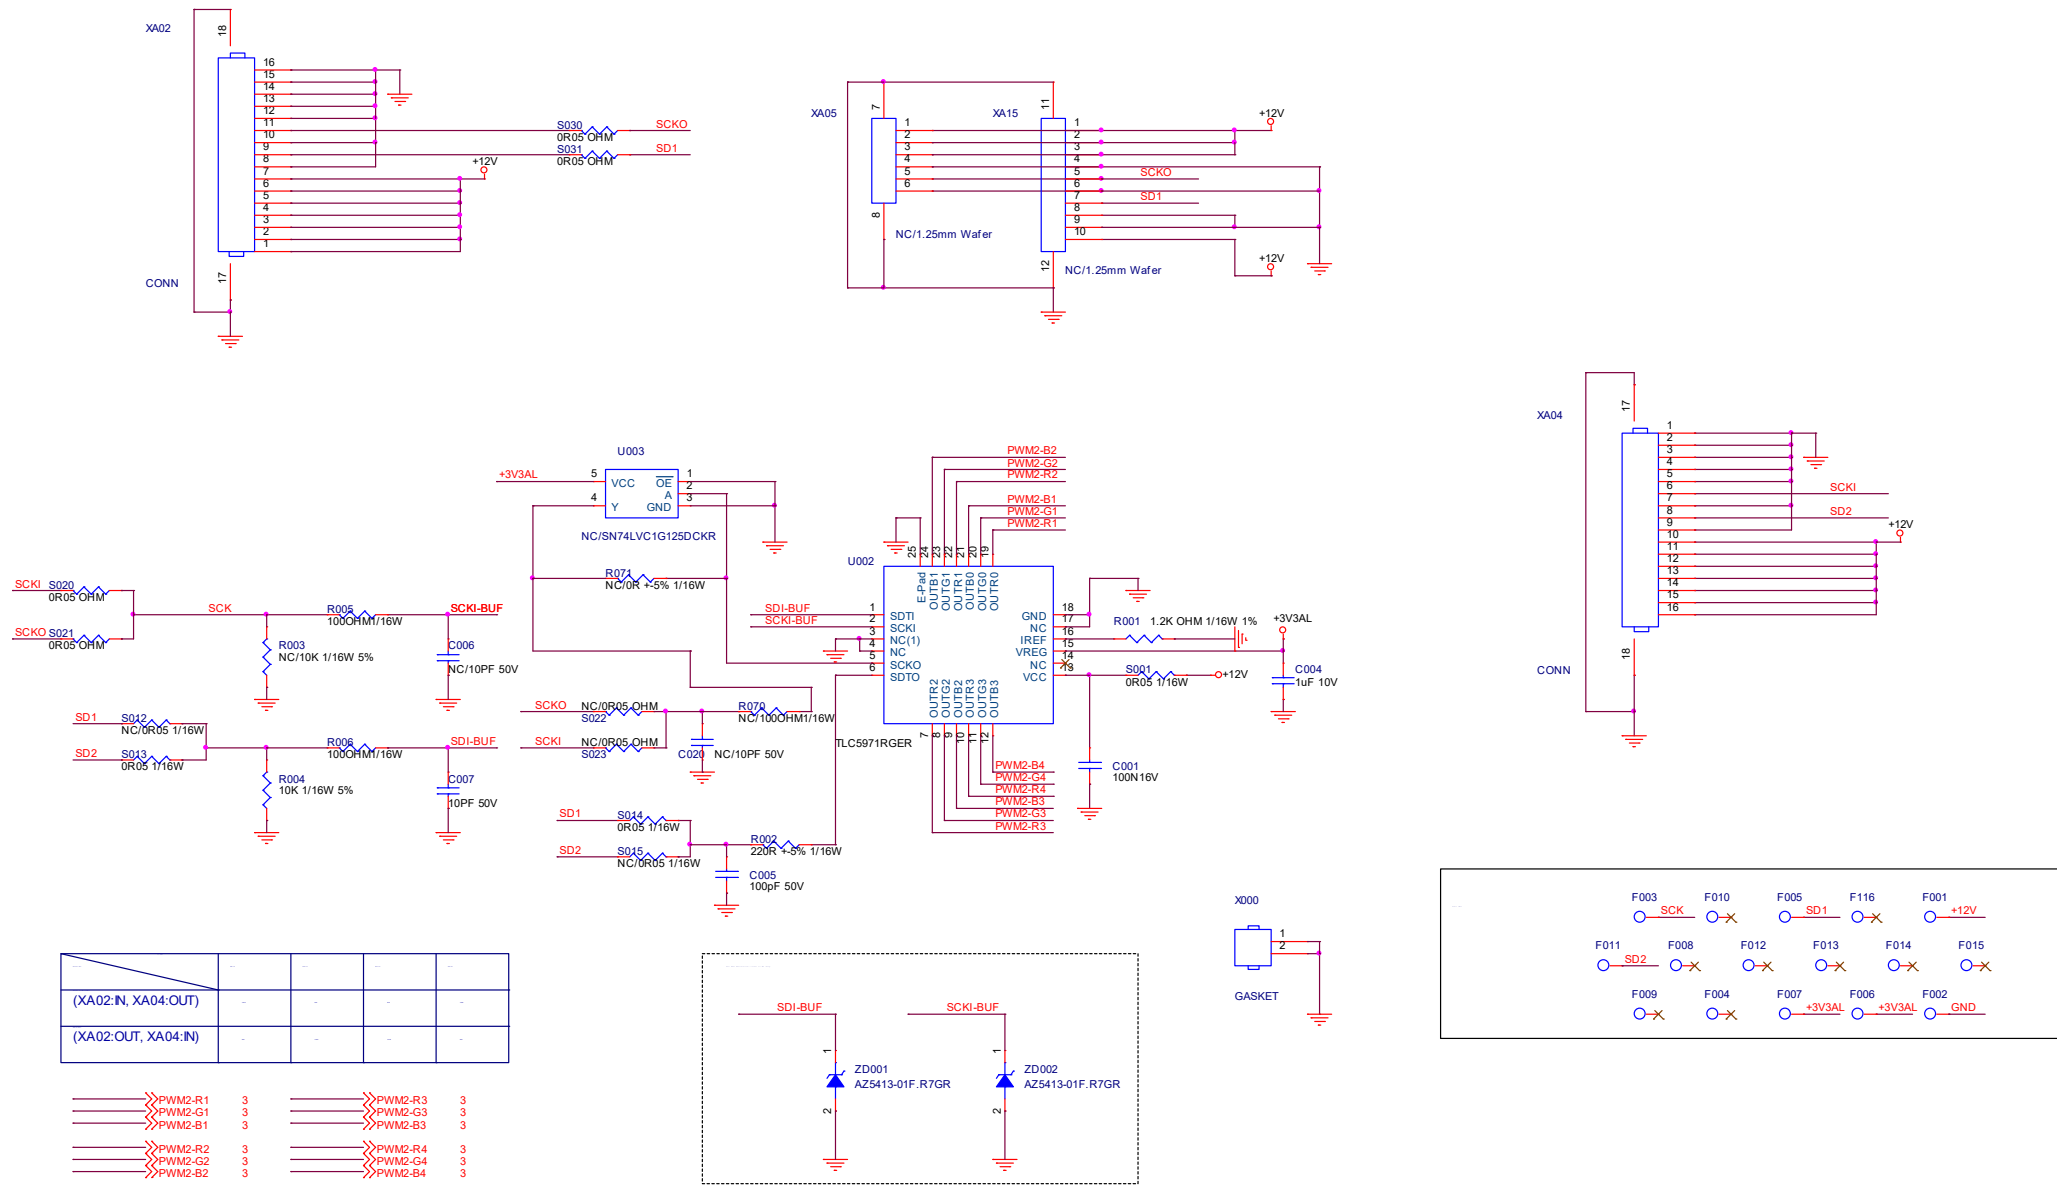 XA02
18
16
15
14
13
12
11
10
9
8
7
6
5
4
3
2
1
17
CONN
+12V
S030
0R05 OHM
SCKO
S031
0R05 OHM
SD1
XA05
7
1
2
3
4
5
6
8
NC/1.25mm Wafer
XA15
11
1
2
3
4
5
6
7
8
9
10
12
NC/1.25mm Wafer
+12V
SCKO
SD1
+12V
XA04
17
1
2
3
4
5
6
7
8
9
10
11
12
13
14
15
16
18
CONN
SCKI
SD2
+12V
U003
+3V3AL
5
4
VCC
Y
OE
A
GND
1
2
3
NC/SN74LVC1G125DCKR
R071
NC/0R +-5% 1/16W
SCKI
S020
0R05 OHM
SCKO
S021
0R05 OHM
SCK
R005
100OHM1/16W
SCKI-BUF
R003
NC/10K 1/16W 5%
C006
NC/10PF 50V
SD1
S012
NC/0R05 1/16W
SD2
S013
0R05 1/16W
R006
100OHM1/16W
SDI-BUF
R004
10K 1/16W 5%
C007
10PF 50V
SCKO
NC/0R05 OHM
S022
SCKI
NC/0R05 OHM
S023
R070
NC/100OHM1/16W
C020
NC/10PF 50V
SD1
S014
0R05 1/16W
SD2
S015
NC/0R05 1/16W
R002
220R +-5% 1/16W
C005
100pF 50V
PWM2-B2
PWM2-G2
PWM2-R2
PWM2-B1
PWM2-G1
PWM2-R1
U002
25
24
23
22
21
20
19
E-Pad
OUTB1
OUTG1
OUTR1
OUTB0
OUTG0
OUTR0
SDI-BUF
SCKI-BUF
1
2
3
4
5
6
SDTI
SCKI
NC(1)
NC
SCKO
SDTO
GND
NC
IREF
VREG
NC
VCC
18
17
16
15
14
13
OUTR2
OUTG2
OUTB2
OUTR3
OUTG3
OUTB3
7
8
9
10
11
12
TLC5971RGER
PWM2-B4
PWM2-G4
PWM2-R4
PWM2-B3
PWM2-G3
PWM2-R3
R001
1.2K OHM 1/16W 1%
+3V3AL
S001
0R05 1/16W
+12V
C004
1uF 10V
C001
100N16V
X000
1
2
GASKET
F003
SCK
F010
F005
SD1
F116
F001
+12V
F011
SD2
F008
F012
F013
F014
F015
F009
F004
F007
+3V3AL
F006
+3V3AL
F002
GND
(XA02:IN, XA04:OUT)
(XA02:OUT, XA04:IN)
SDI-BUF
1
ZD001
AZ5413-01F.R7GR
2
SCKI-BUF
1
ZD002
AZ5413-01F.R7GR
2
PWM2-R1 3
PWM2-G1 3
PWM2-B1 3
PWM2-R2 3
PWM2-G2 3
PWM2-B2 3
PWM2-R3 3
PWM2-G3 3
PWM2-B3 3
PWM2-R4 3
PWM2-G4 3
PWM2-B4 3